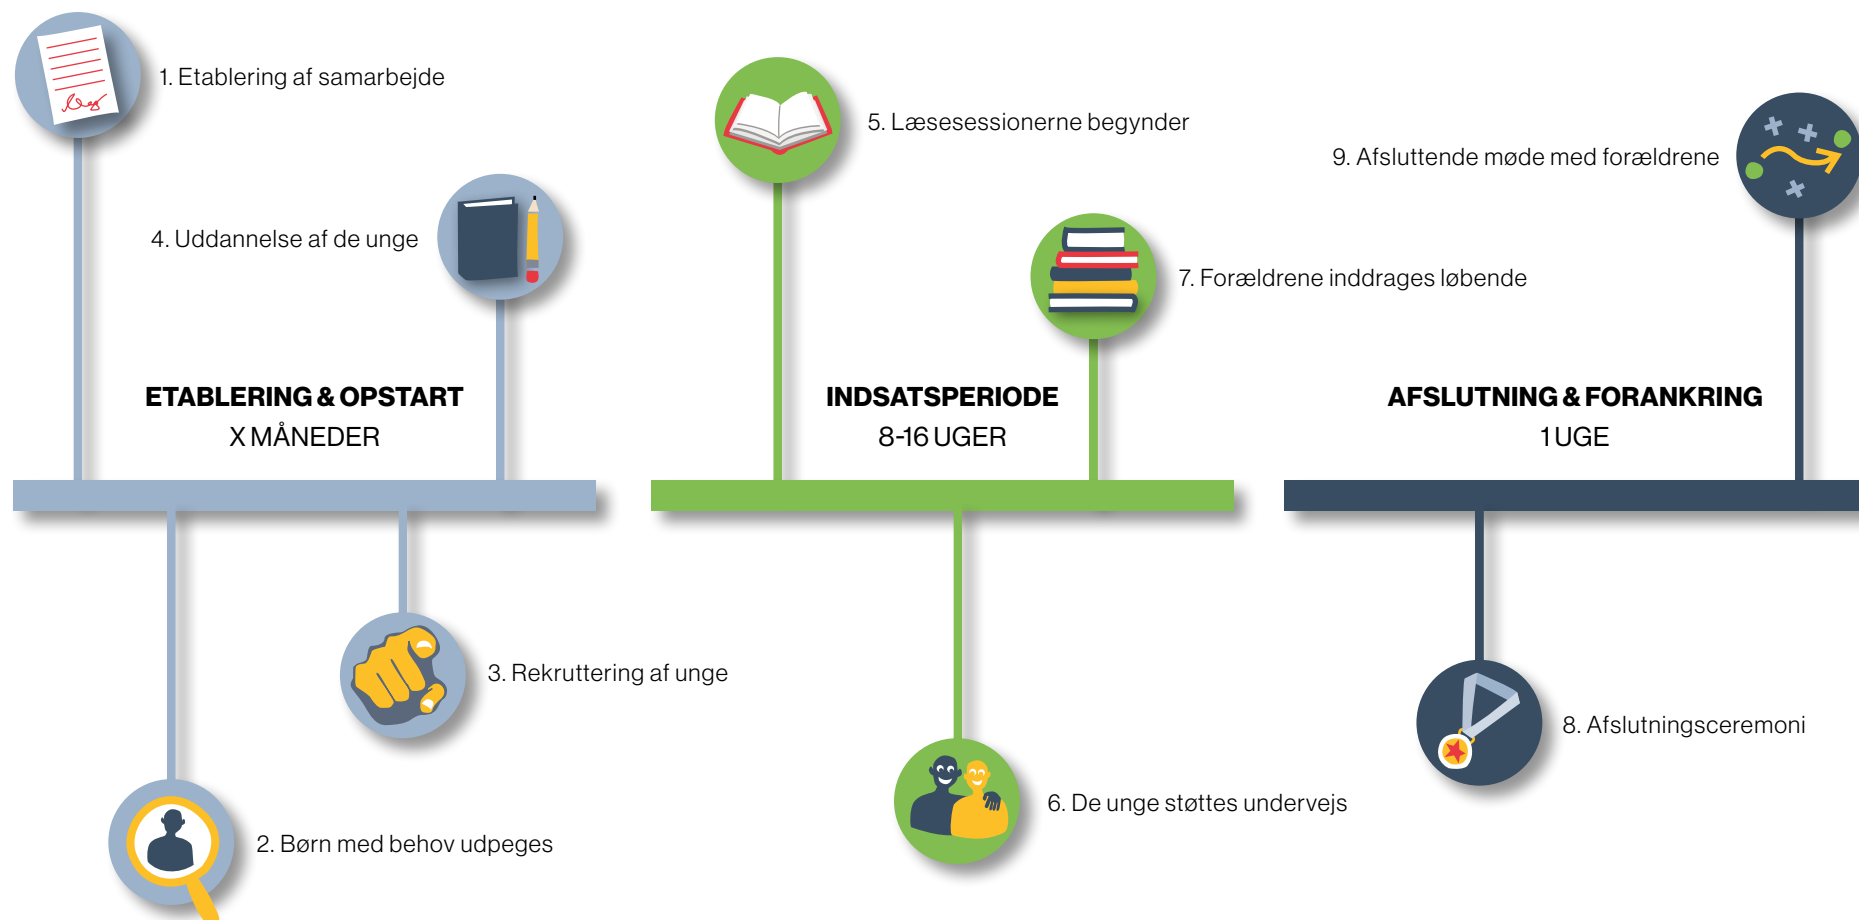 1. Etablering af samarbejde
4. Uddannelse af de unge
ETABLERING & OPSTART
X MÅNEDER
3. Rekruttering af unge
2. Børn med behov udpeges
5. Læsesessionerne begynder
7. Forældrene inddrages løbende
INDSATSPERIODE
8-16 UGER
6. De unge støttes undervejs
9. Afsluttende møde med forældrene
AFSLUTNING & FORANKRING
1 UGE
8. Afslutningsceremoni